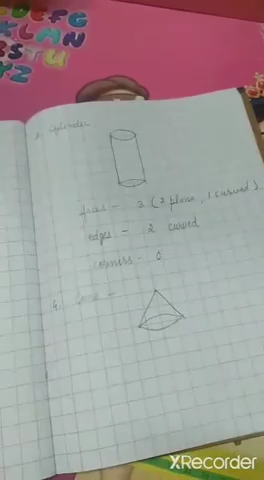 3. Cylinder
faces - 3 (2 plane, 1 curved).
edges - 2 curved
corners - 0
4.
XRecorder